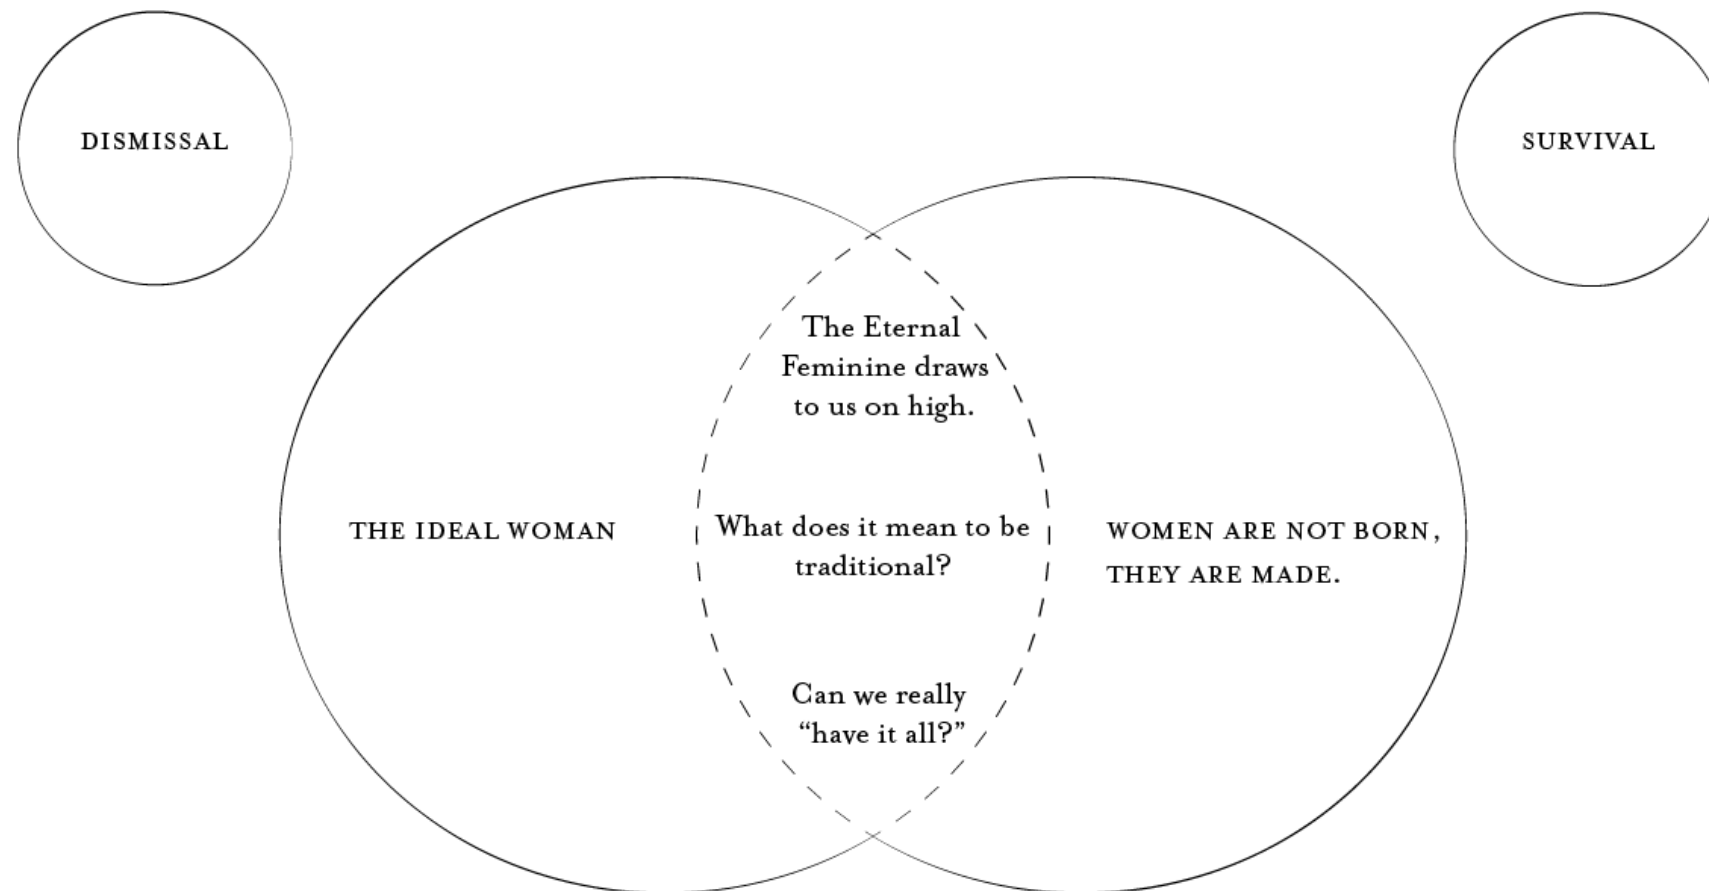 DISMISSAL
SURVIVAL
The Eternal
Feminine draws
to us on high.
THE IDEAL WOMAN
What does it mean to be
traditional?
WOMEN ARE NOT BORN,
THEY ARE MADE.
Can we really
“have it all?”